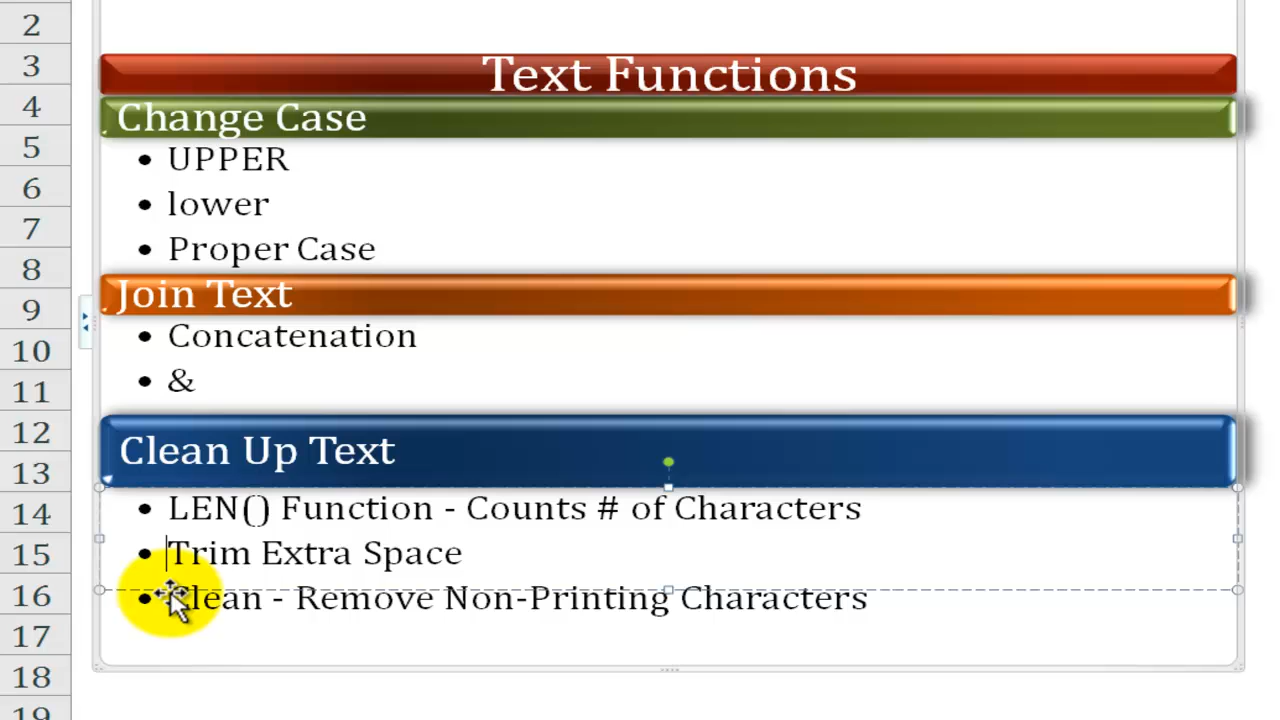 2
3
Text Functions
4
Change Case
5
• UPPER
6
• lower
7
• Proper Case
8
9
Join Text
10
• Concatenation
11
• &
12
Clean Up Text
13
14
• LEN() Function - Counts # of Characters
15
• Trim Extra Space
16
• Clean - Remove Non-Printing Characters
17
18
19